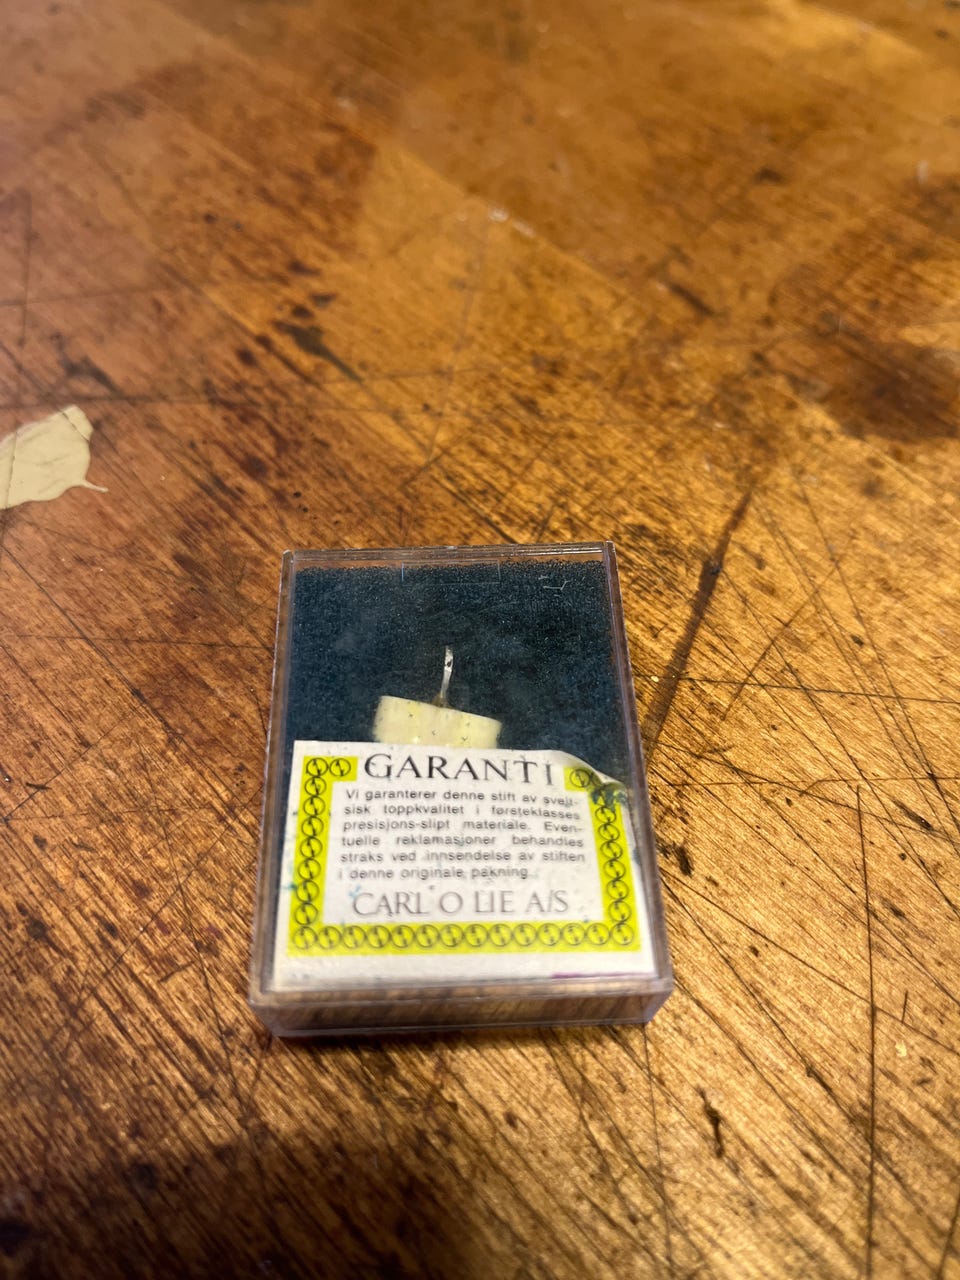 GARANTI
Vi garanterer denne stift av sveit-
sisk toppkvalitet i førsteklasses
presisjons-slipt materiale. Even-
tuelle reklamasjoner behandles
straks ved innsendelse av stiften
i denne originale pakning.
CARL O LIE A/S